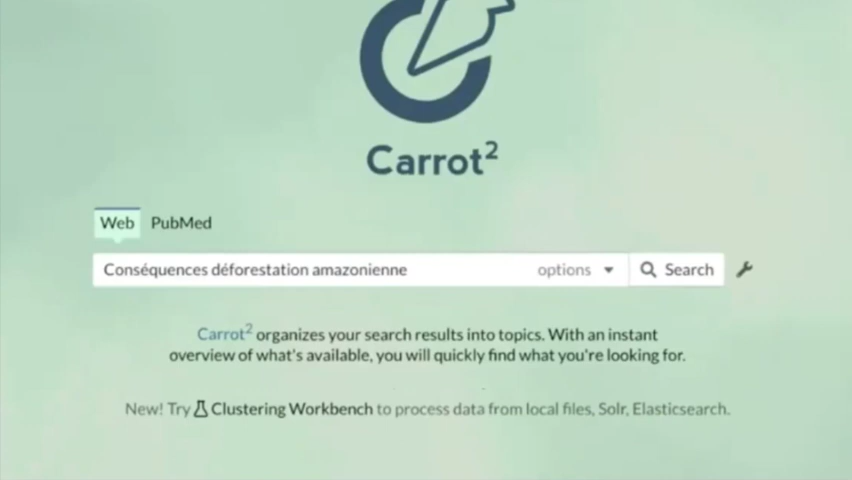 Carrot²
Web PubMed
Conséquences déforestation amazonienne options Search
Carrot² organizes your search results into topics. With an instant
overview of what's available, you will quickly find what you're looking for.
New! Try Clustering Workbench to process data from local files, Solr, Elasticsearch.